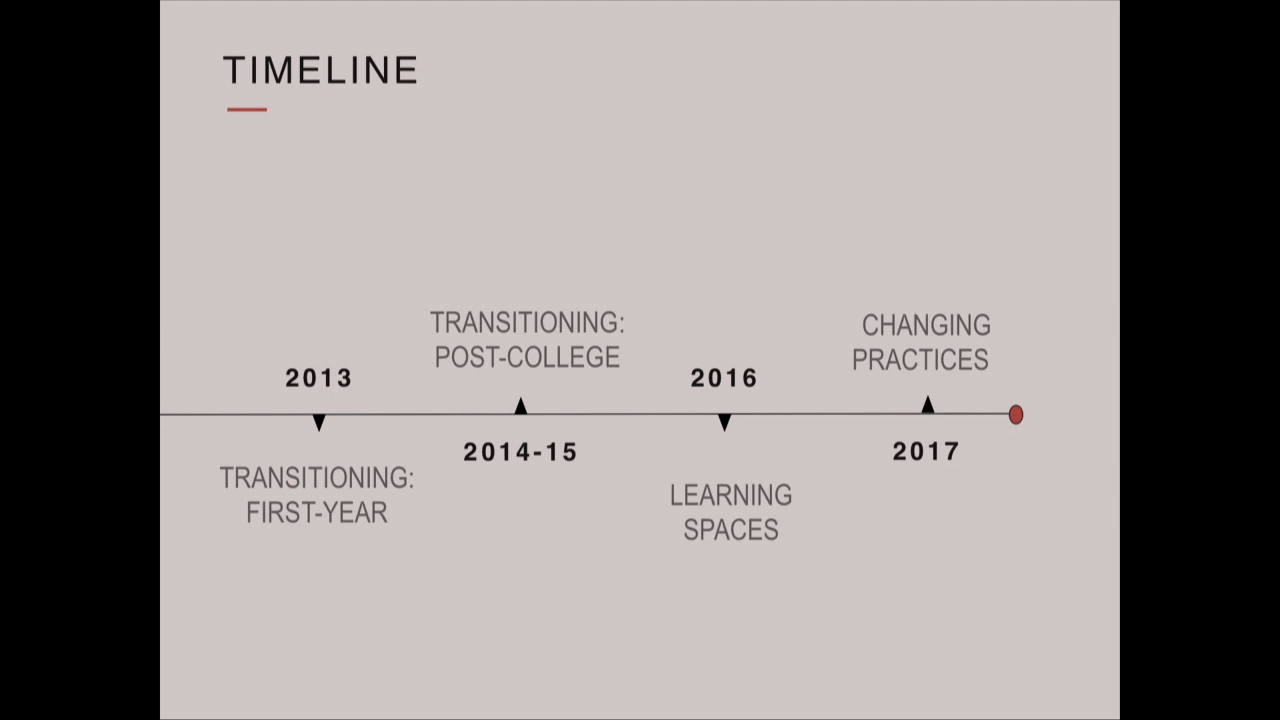 TIMELINE
2013
TRANSITIONING:
FIRST-YEAR
TRANSITIONING:
POST-COLLEGE
2014-15
2016
LEARNING
SPACES
CHANGING
PRACTICES
2017